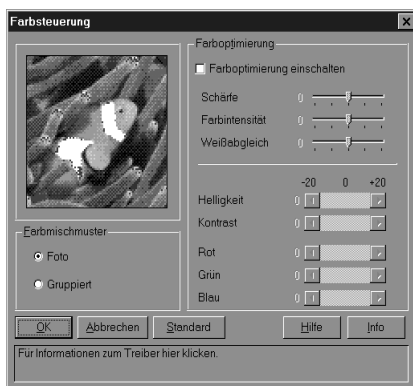 Farbsteuerung
Farboptimierung
Farboptimierung einschalten
Schärfe 0
Farbintensität 0
Weißabgleich 0
-20 0 +20
Helligkeit 0
Kontrast 0
Rot 0
Grün 0
Blau 0
Farbmischmuster
Foto
Gruppiert
OK Abbrechen Standard Hilfe Info
Für Informationen zum Treiber hier klicken.